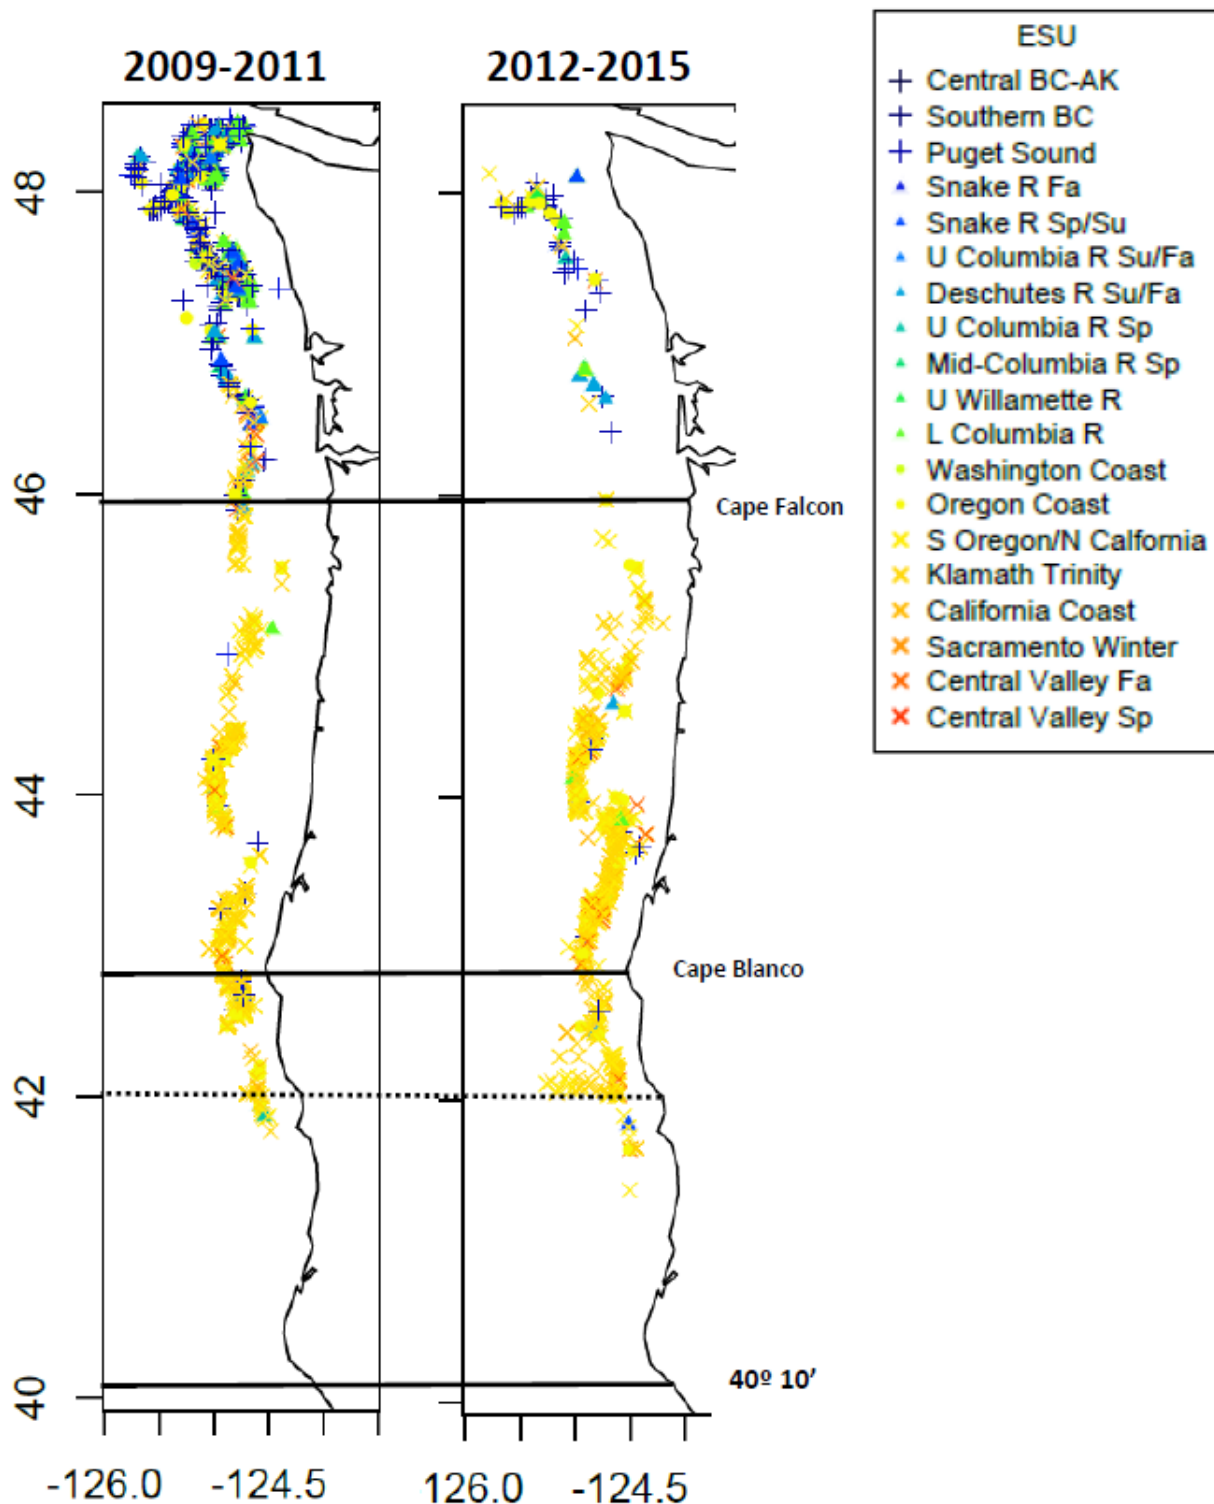 2009-2011
2012-2015
ESU
Central BC-AK
Southern BC
Puget Sound
Snake R Fa
Snake R Sp/Su
U Columbia R Su/Fa
Deschutes R Su/Fa
U Columbia R Sp
Mid-Columbia R Sp
U Willamette R
L Columbia R
Washington Coast
Oregon Coast
S Oregon/N Calfornia
Klamath Trinity
California Coast
Sacramento Winter
Central Valley Fa
Central Valley Sp
48
46
44
42
40
Cape Falcon
Cape Blanco
40º 10’
-126.0 -124.5
126.0 -124.5